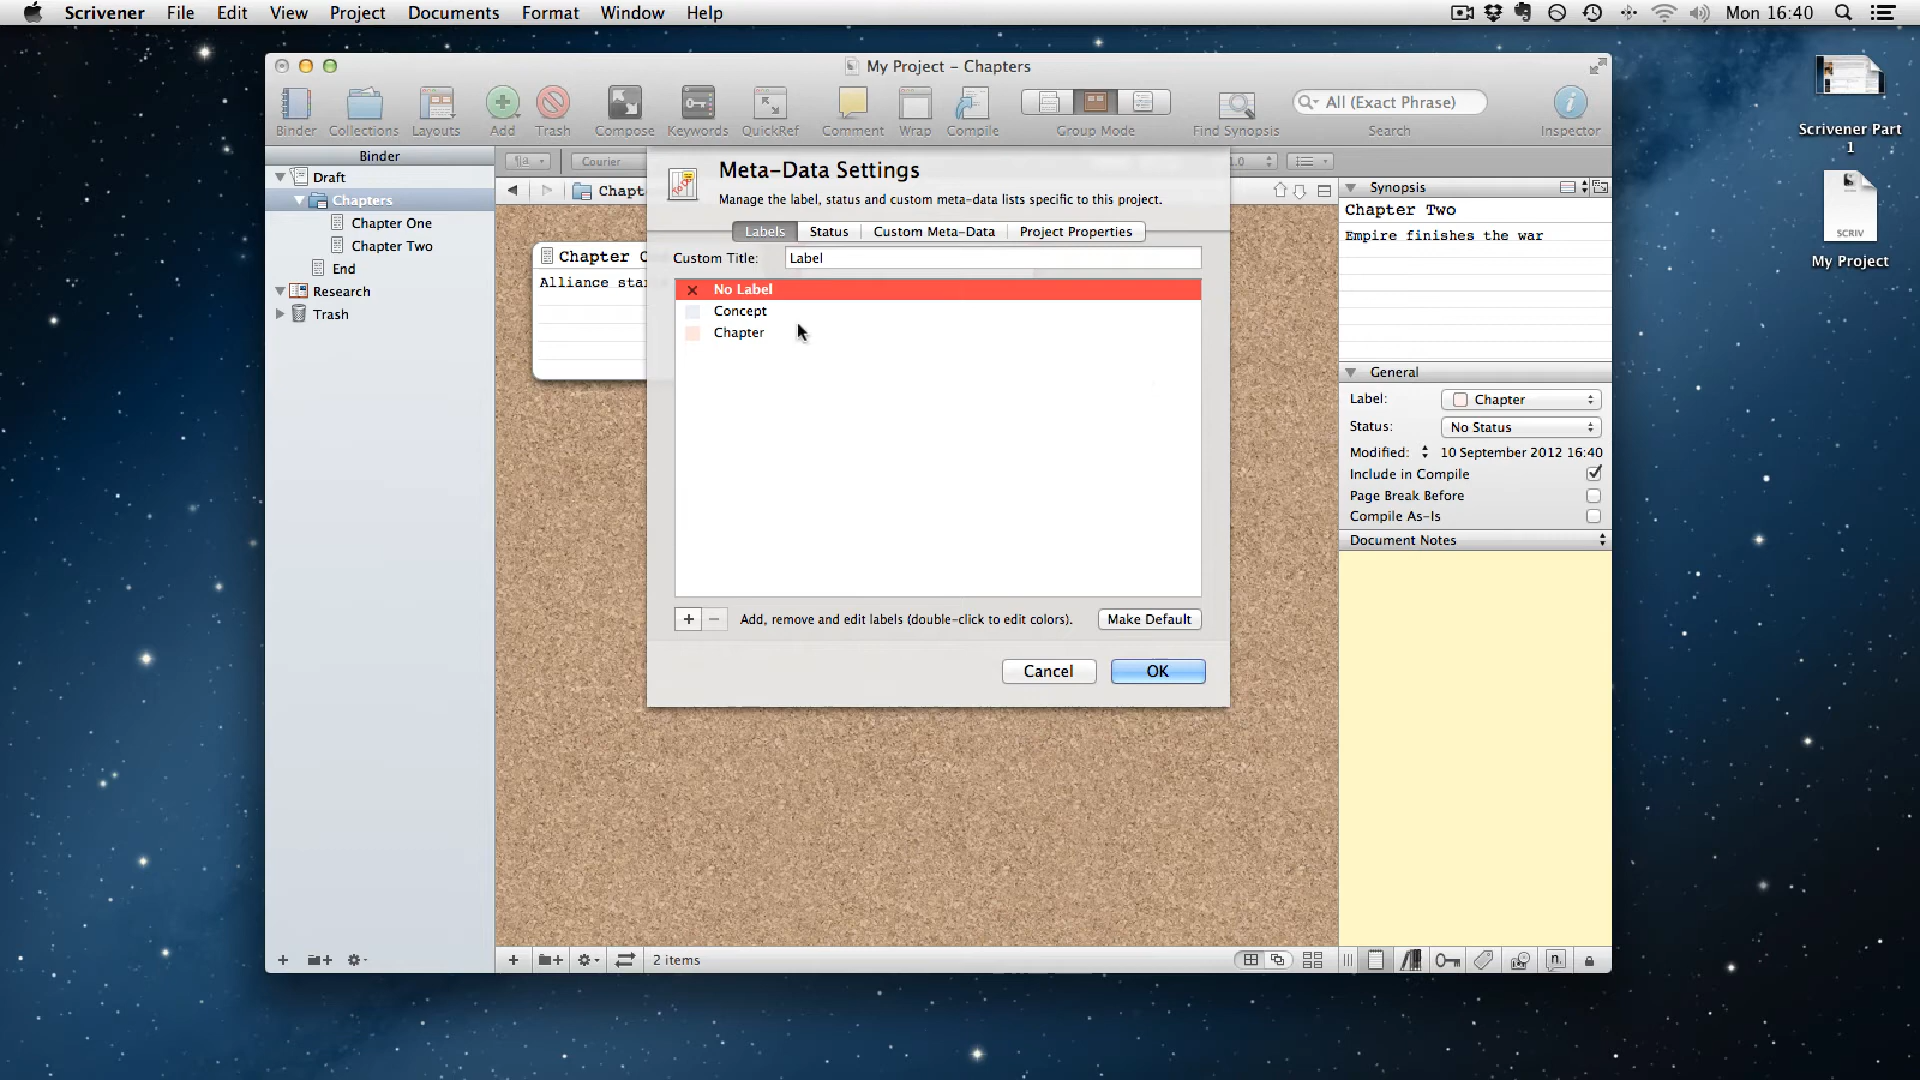 Scrivener File Edit View Project Documents Format Window Help Mon 16:40
My Project – Chapters
Binder Collections Layouts Add Trash Compose Keywords QuickRef Comment Wrap Compile Group Mode Find Synopsis All (Exact Phrase) Search Inspector
Binder
Draft
Chapters
Chapter One
Chapter Two
End
Research
Trash
Courier
Chapt
Chapter O
Alliance star
Meta-Data Settings
Manage the label, status and custom meta-data lists specific to this project.
Labels Status Custom Meta-Data Project Properties
Custom Title: Label
No Label
Concept
Chapter
Add, remove and edit labels (double-click to edit colors). Make Default
Cancel OK
Synopsis
Chapter Two
Empire finishes the war
General
Label: Chapter
Status: No Status
Modified: 10 September 2012 16:40
Include in Compile
Page Break Before
Compile As-Is
Document Notes
2 items
Scrivener Part
1
SCRIV
My Project